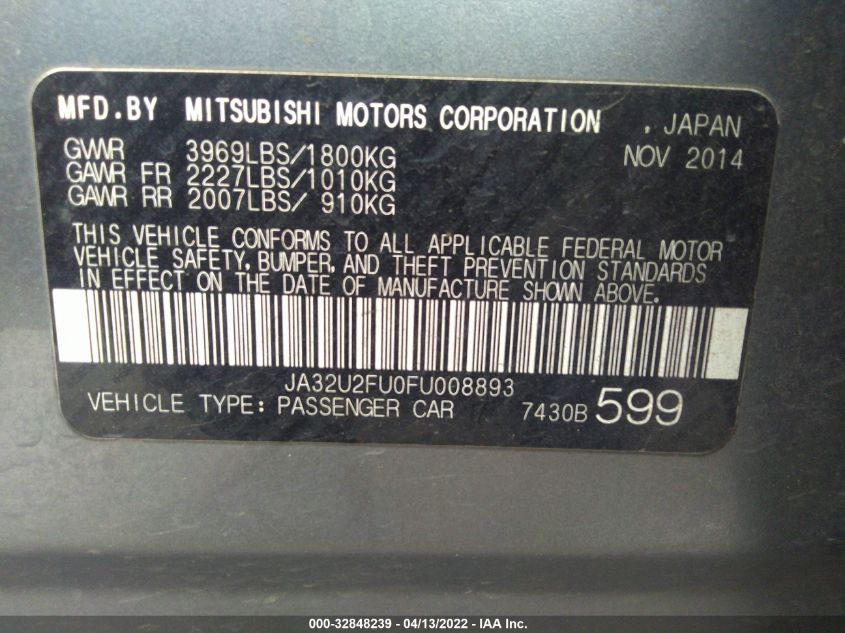 MFD.BY MITSUBISHI MOTORS CORPORATION , JAPAN
GVWR 3969LBS/1800KG NOV 2014
GAWR FR 2227LBS/1010KG
GAWR RR 2007LBS/ 910KG
THIS VEHICLE CONFORMS TO ALL APPLICABLE FEDERAL MOTOR
VEHICLE SAFETY, BUMPER, AND THEFT PREVENTION STANDARDS
IN EFFECT ON THE DATE OF MANUFACTURE SHOWN ABOVE.
JA32U2FU0FU008893
VEHICLE TYPE: PASSENGER CAR 7430B 599
000-32848239 - 04/13/2022 - IAA Inc.